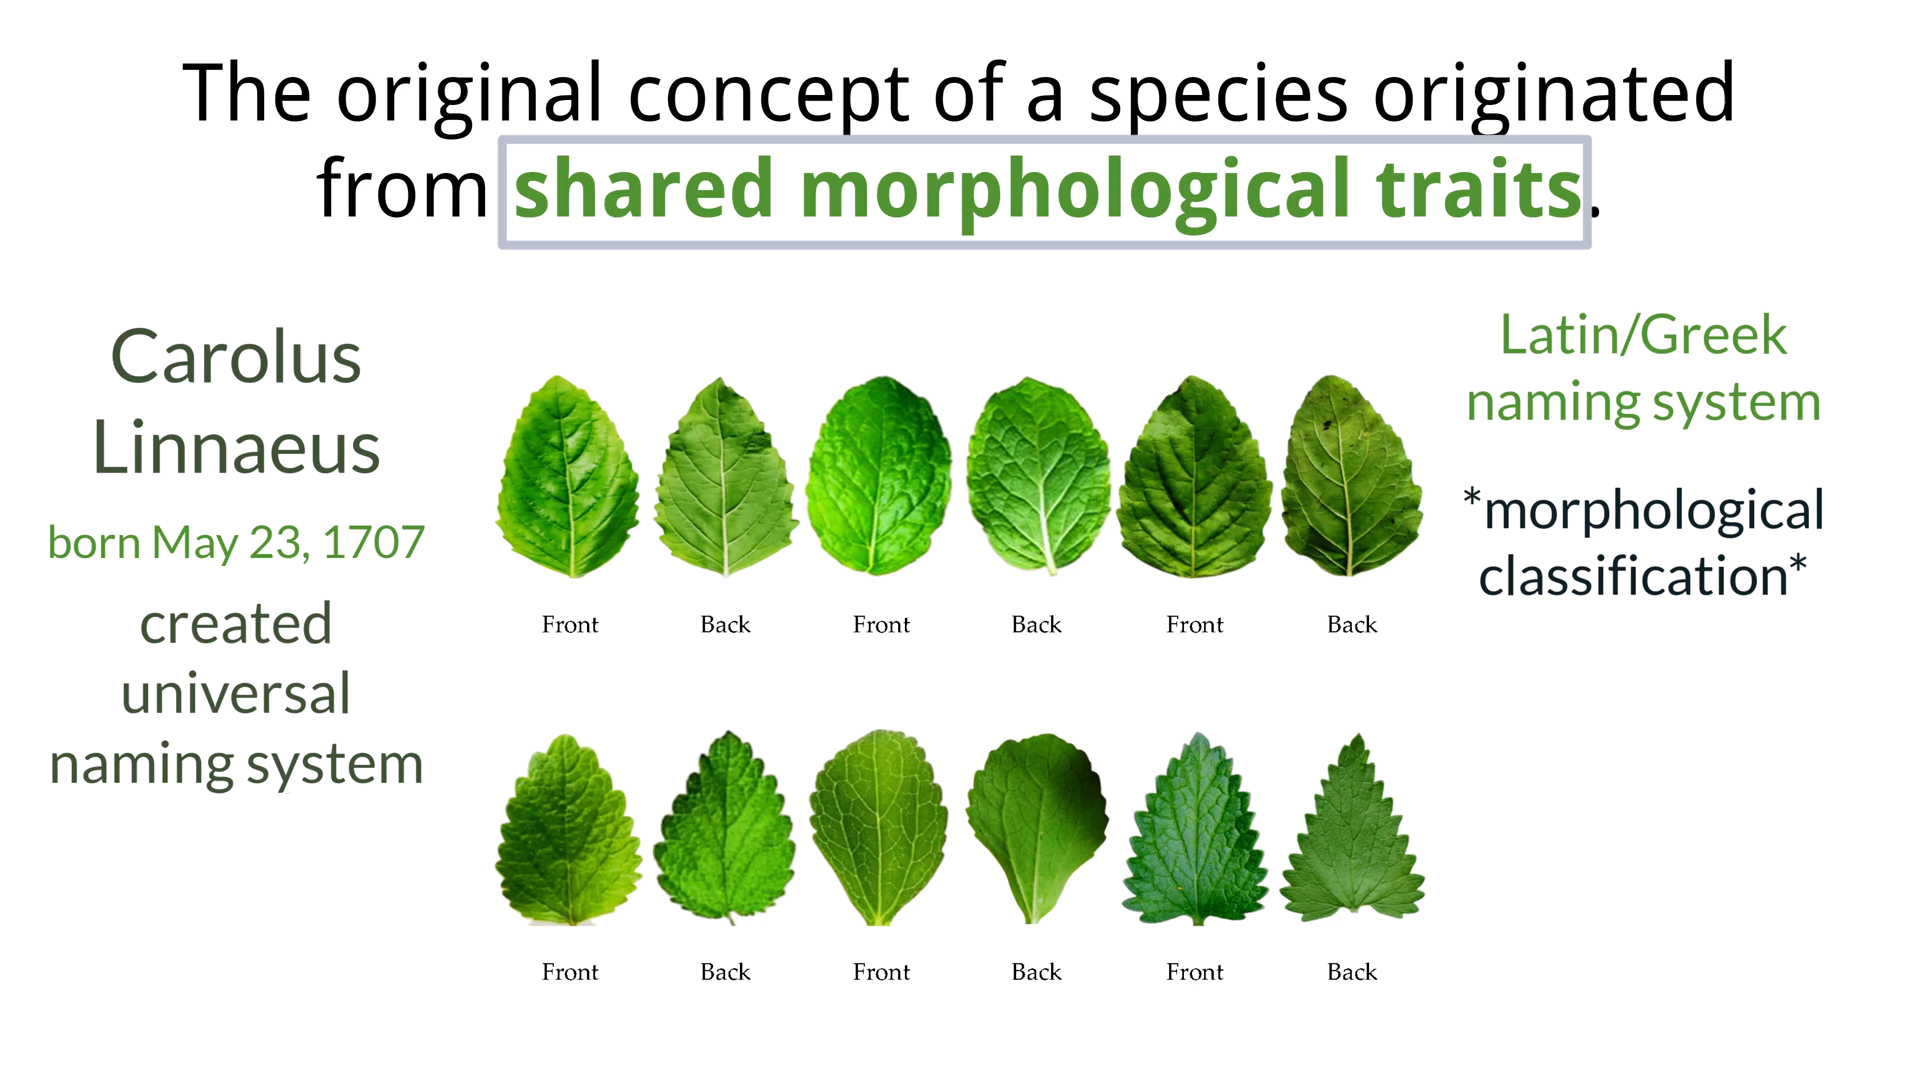 The original concept of a species originated
from shared morphological traits.
Carolus
Linnaeus
born May 23, 1707
created
universal
naming system
Latin/Greek
naming system
*morphological
classification*
Front Back Front Back Front Back
Front Back Front Back Front Back